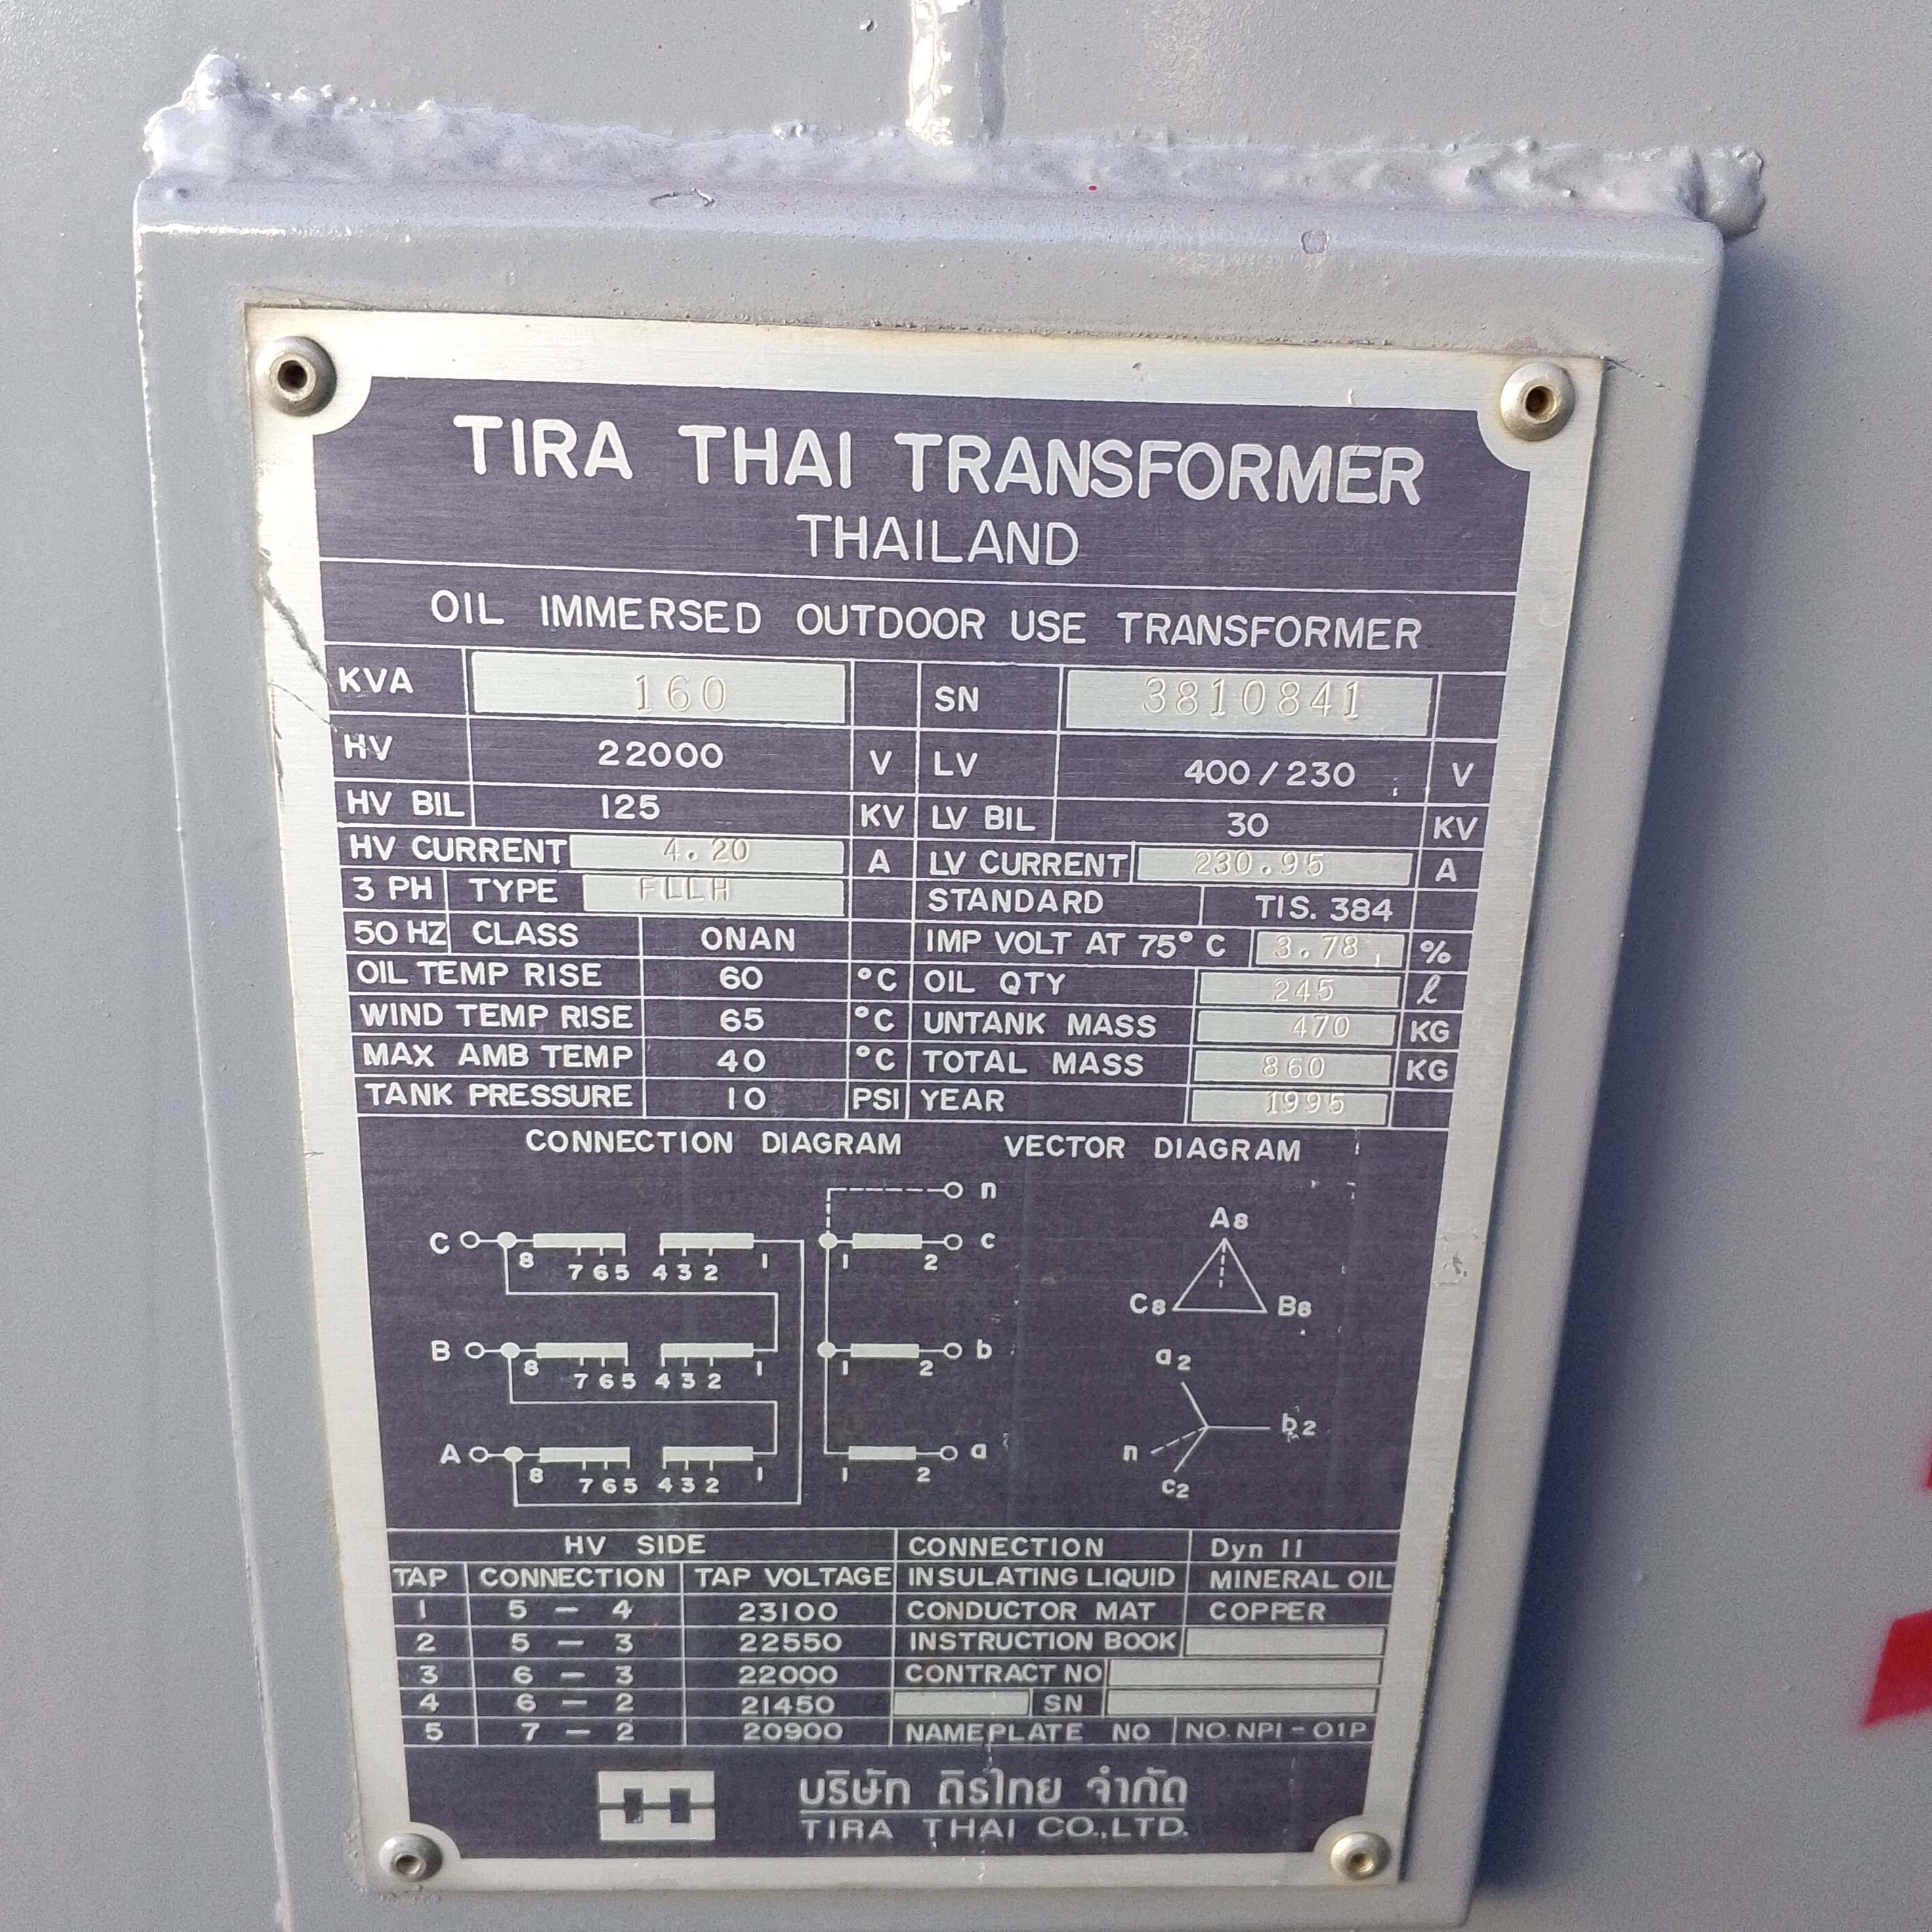 TIRA THAI TRANSFORMER
THAILAND
OIL IMMERSED OUTDOOR USE TRANSFORMER
KVA 160 SN 3810841
HV 22000 V LV 400/230 V
HV BIL 125 KV LV BIL 30 KV
HV CURRENT 4.20 A LV CURRENT 230.95 A
3 PH TYPE FLLH STANDARD TIS. 384
50 HZ CLASS ONAN IMP VOLT AT 75°C 3.78 %
OIL TEMP RISE 60 °C OIL QTY 245 ℓ
WIND TEMP RISE 65 °C UNTANK MASS 470 KG
MAX AMB TEMP 40 °C TOTAL MASS 860 KG
TANK PRESSURE 10 PSI YEAR 1995
CONNECTION DIAGRAM VECTOR DIAGRAM
n
C 8 7 6 5 4 3 2 1 1 2 c
B 8 7 6 5 4 3 2 1 1 2 b
A 8 7 6 5 4 3 2 1 1 2 a
A8
C8 B8
a2
b2
n
c2
HV SIDE CONNECTION Dyn 11
TAP CONNECTION TAP VOLTAGE INSULATING LIQUID MINERAL OIL
1 5 – 4 23100 CONDUCTOR MAT COPPER
2 5 – 3 22550 INSTRUCTION BOOK
3 6 – 3 22000 CONTRACT NO
4 6 – 2 21450 SN
5 7 – 2 20900 NAMEPLATE NO NO. NPI – 01P
บริษัท ถิรไทย จำกัด
TIRA THAI CO.,LTD.